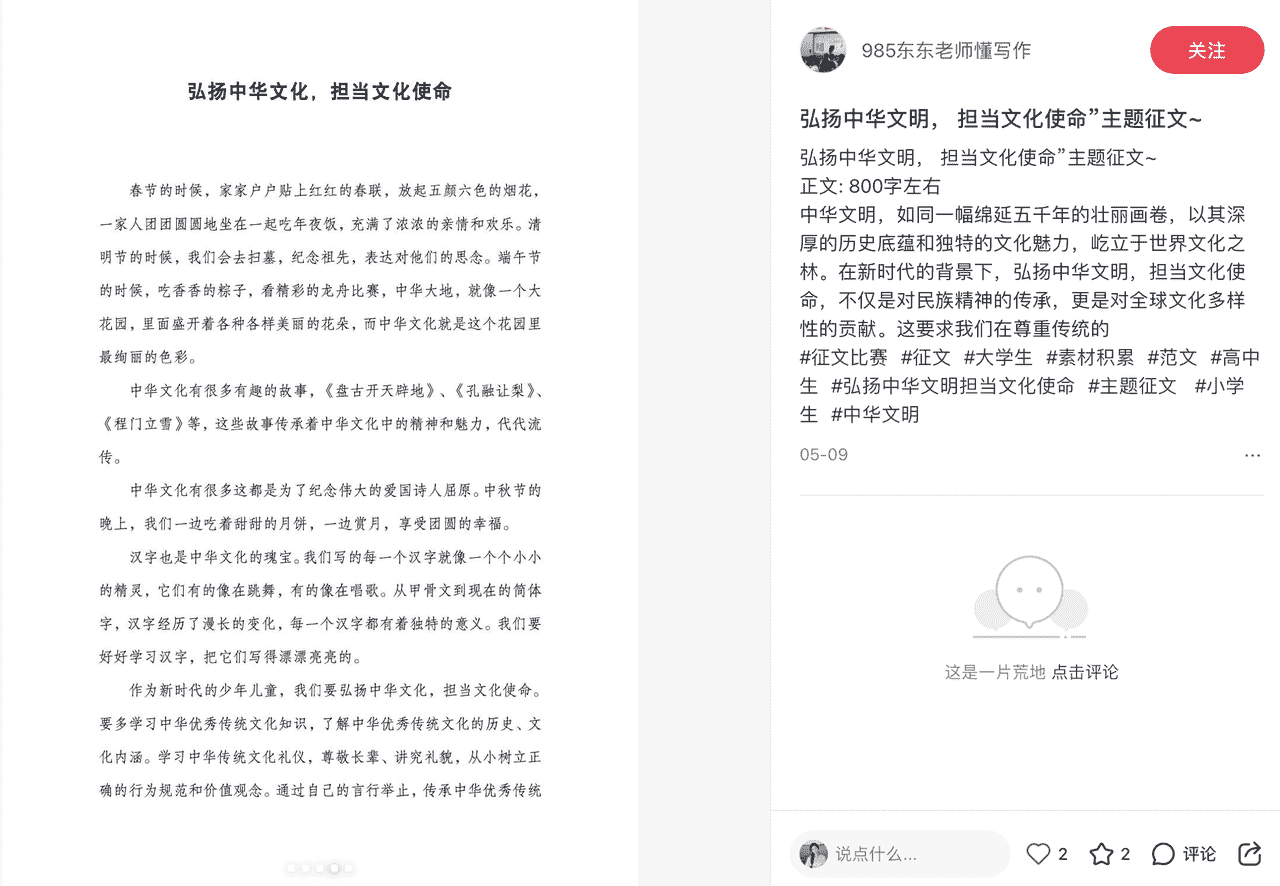 弘扬中华文化，担当文化使命
春节的时候，家家户户贴上红红的春联，放起五颜六色的烟花，
一家人团团圆圆地坐在一起吃年夜饭，充满了浓浓的亲情和欢乐。清
明节的时候，我们会去扫墓，纪念祖先，表达对他们的思念。端午节
的时候，吃香香的粽子，看精彩的龙舟比赛，中华大地，就像一个大
花园，里面盛开着各种各样美丽的花朵，而中华文化就是这个花园里
最绚丽的色彩。
中华文化有很多有趣的故事，《盘古开天辟地》、《孔融让梨》、
《程门立雪》等，这些故事传承着中华文化中的精神和魅力，代代流
传。
中华文化有很多这都是为了纪念伟大的爱国诗人屈原。中秋节的
晚上，我们一边吃着甜甜的月饼，一边赏月，享受团圆的幸福。
汉字也是中华文化的瑰宝。我们写的每一个汉字就像一个个小小
的精灵，它们有的像在跳舞，有的像在唱歌。从甲骨文到现在的简体
字，汉字经历了漫长的变化，每一个汉字都有着独特的意义。我们要
好好学习汉字，把它们写得漂漂亮亮的。
作为新时代的少年儿童，我们要弘扬中华文化，担当文化使命。
要多学习中华优秀传统文化知识，了解中华优秀传统文化的历史、文
化内涵。学习中华传统文化礼仪，尊敬长辈、讲究礼貌，从小树立正
确的行为规范和价值观念。通过自己的言行举止，传承中华优秀传统
985东东老师懂写作
关注
弘扬中华文明， 担当文化使命”主题征文~
弘扬中华文明， 担当文化使命”主题征文~
正文: 800字左右
中华文明，如同一幅绵延五千年的壮丽画卷，以其深
厚的历史底蕴和独特的文化魅力，屹立于世界文化之
林。在新时代的背景下，弘扬中华文明，担当文化使
命，不仅是对民族精神的传承，更是对全球文化多样
性的贡献。这要求我们在尊重传统的
#征文比赛 #征文 #大学生 #素材积累 #范文 #高中
生 #弘扬中华文明担当文化使命 #主题征文 #小学
生 #中华文明
05-09
这是一片荒地 点击评论
说点什么...
2
2
评论